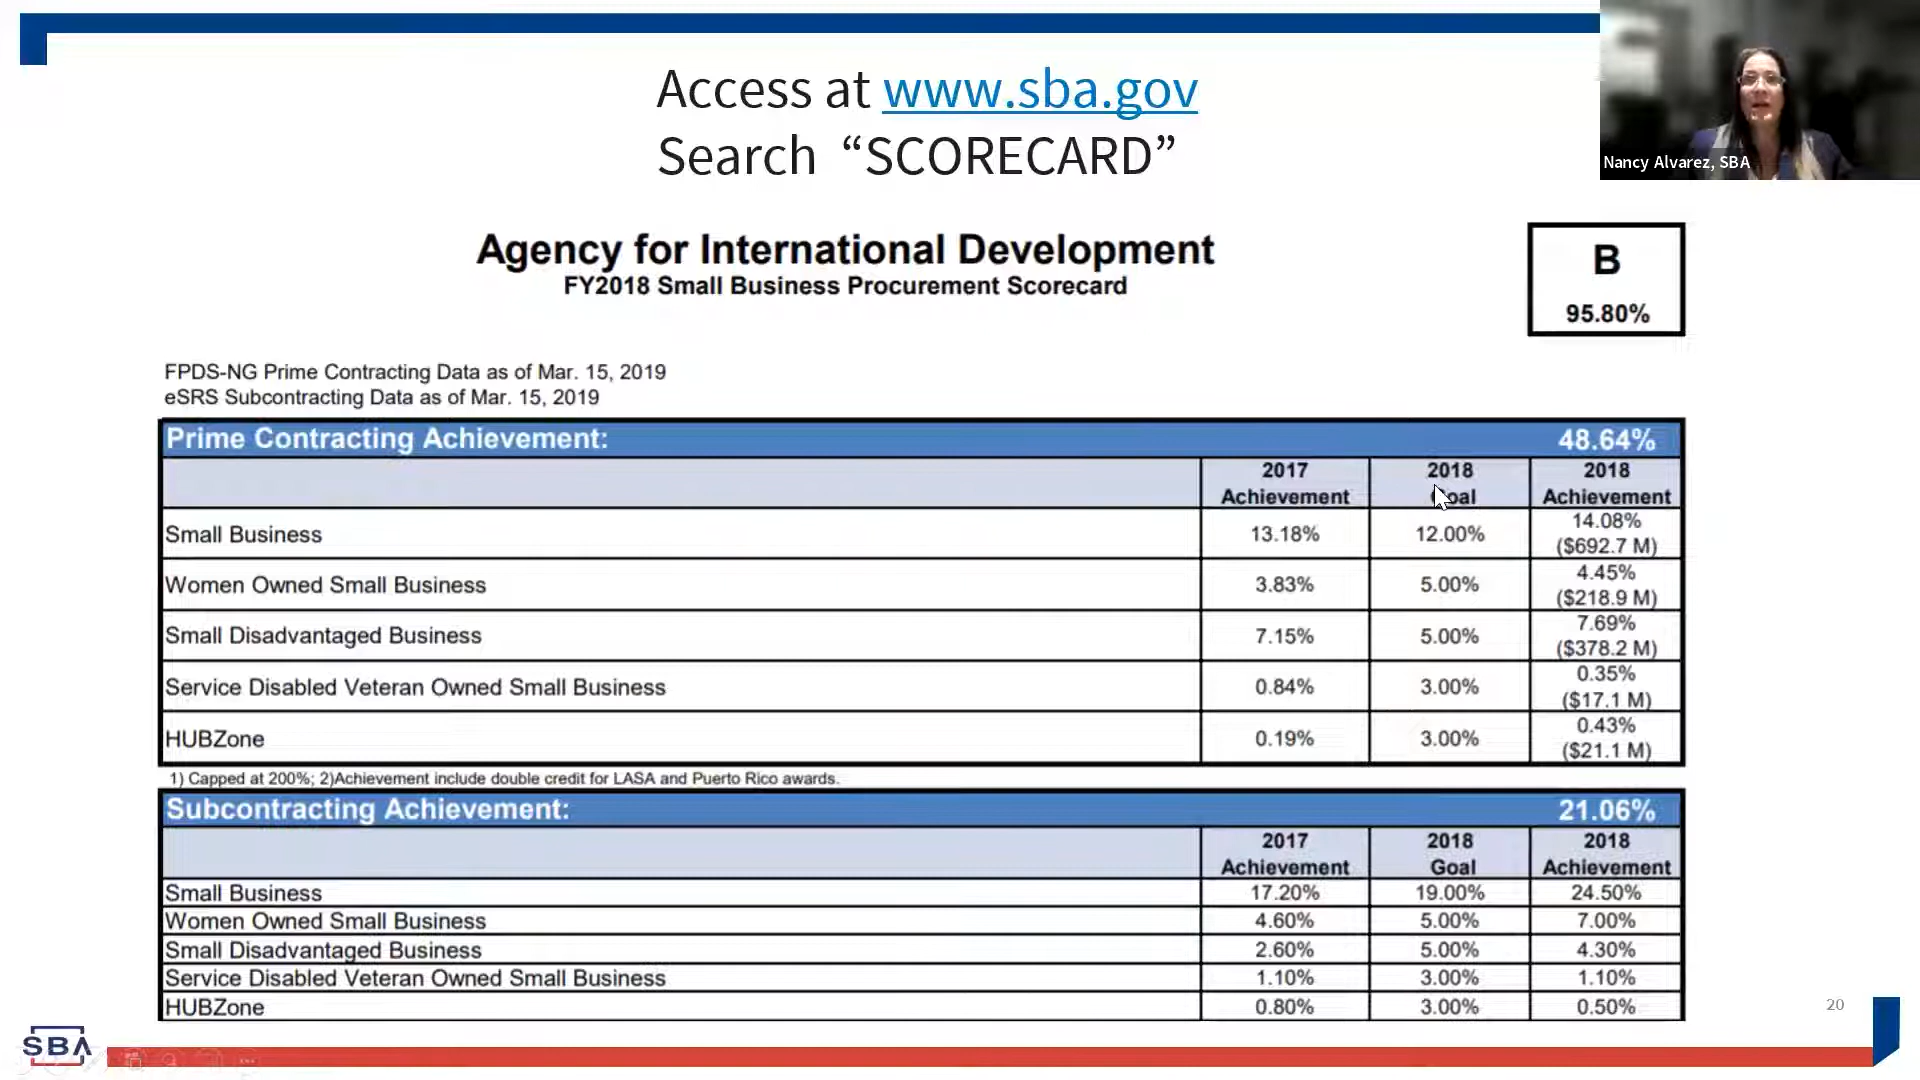 Access at www.sba.gov
Search “SCORECARD”
Nancy Alvarez, SBA
Agency for International Development
FY2018 Small Business Procurement Scorecard
B
95.80%
FPDS-NG Prime Contracting Data as of Mar. 15, 2019
eSRS Subcontracting Data as of Mar. 15, 2019
Prime Contracting Achievement: 48.64%
2017 Achievement 2018 Goal 2018 Achievement
Small Business 13.18% 12.00% 14.08% ($692.7 M)
Women Owned Small Business 3.83% 5.00% 4.45% ($218.9 M)
Small Disadvantaged Business 7.15% 5.00% 7.69% ($378.2 M)
Service Disabled Veteran Owned Small Business 0.84% 3.00% 0.35% ($17.1 M)
HUBZone 0.19% 3.00% 0.43% ($21.1 M)
1) Capped at 200%; 2)Achievement include double credit for LASA and Puerto Rico awards.
Subcontracting Achievement: 21.06%
2017 Achievement 2018 Goal 2018 Achievement
Small Business 17.20% 19.00% 24.50%
Women Owned Small Business 4.60% 5.00% 7.00%
Small Disadvantaged Business 2.60% 5.00% 4.30%
Service Disabled Veteran Owned Small Business 1.10% 3.00% 1.10%
HUBZone 0.80% 3.00% 0.50%
20
SBA